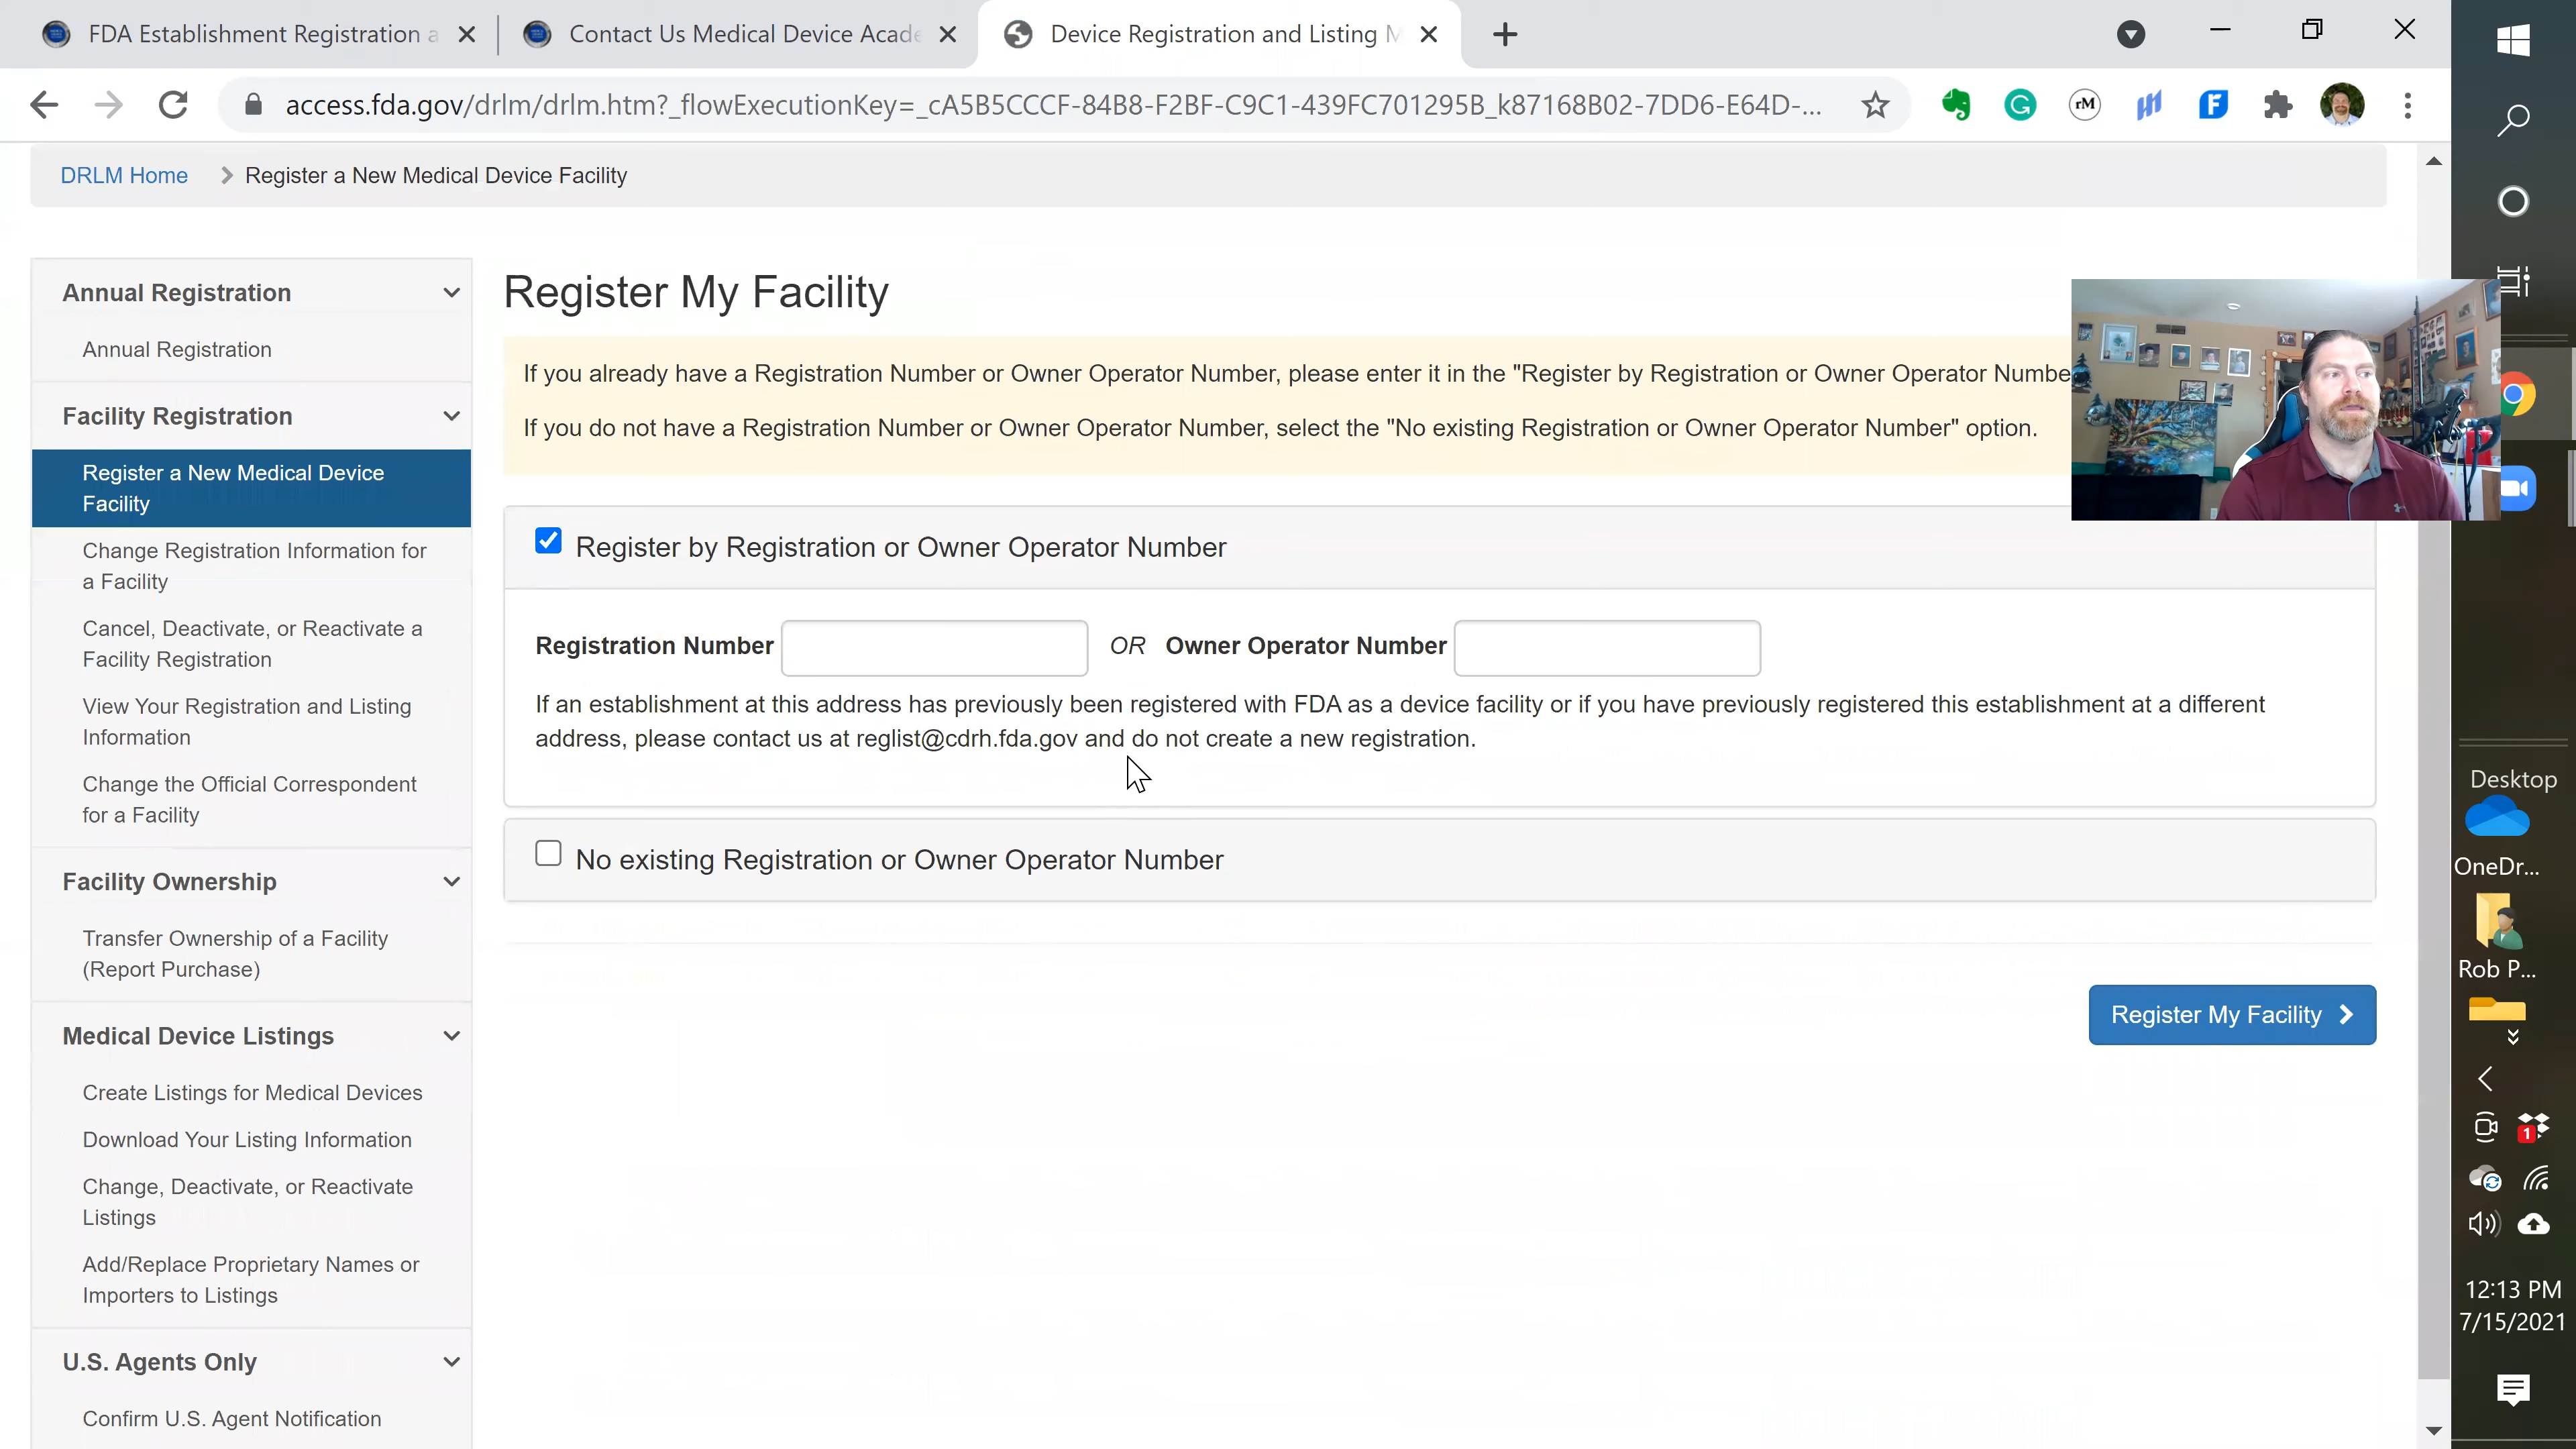 FDA Establishment Registration a
Contact Us Medical Device Acade
Device Registration and Listing M
access.fda.gov/drlm/drlm.htm?_flowExecutionKey=_cA5B5CCCF-84B8-F2BF-C9C1-439FC701295B_k87168B02-7DD6-E64D-...
rM
DRLM Home
Register a New Medical Device Facility
Annual Registration
Annual Registration
Facility Registration
Register a New Medical Device
Facility
Change Registration Information for
a Facility
Cancel, Deactivate, or Reactivate a
Facility Registration
View Your Registration and Listing
Information
Change the Official Correspondent
for a Facility
Facility Ownership
Transfer Ownership of a Facility
(Report Purchase)
Medical Device Listings
Create Listings for Medical Devices
Download Your Listing Information
Change, Deactivate, or Reactivate
Listings
Add/Replace Proprietary Names or
Importers to Listings
U.S. Agents Only
Confirm U.S. Agent Notification
Register My Facility
If you already have a Registration Number or Owner Operator Number, please enter it in the "Register by Registration or Owner Operator Numbe
If you do not have a Registration Number or Owner Operator Number, select the "No existing Registration or Owner Operator Number" option.
Register by Registration or Owner Operator Number
Registration Number OR Owner Operator Number
If an establishment at this address has previously been registered with FDA as a device facility or if you have previously registered this establishment at a different
address, please contact us at reglist@cdrh.fda.gov and do not create a new registration.
No existing Registration or Owner Operator Number
Register My Facility
Desktop
OneDr...
Rob P...
1
12:13 PM
7/15/2021